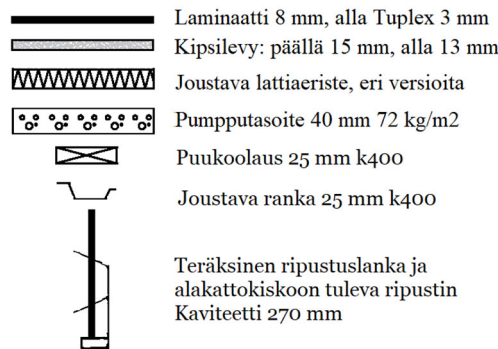 Laminaatti 8 mm, alla Tuplex 3 mm
Kipsilevy: päällä 15 mm, alla 13 mm
Joustava lattiaeriste, eri versioita
Pumpputasoite 40 mm 72 kg/m2
Puukoolaus 25 mm k400
Joustava ranka 25 mm k400
Teräksinen ripustuslanka ja
alakattokiskoon tuleva ripustin
Kaviteetti 270 mm